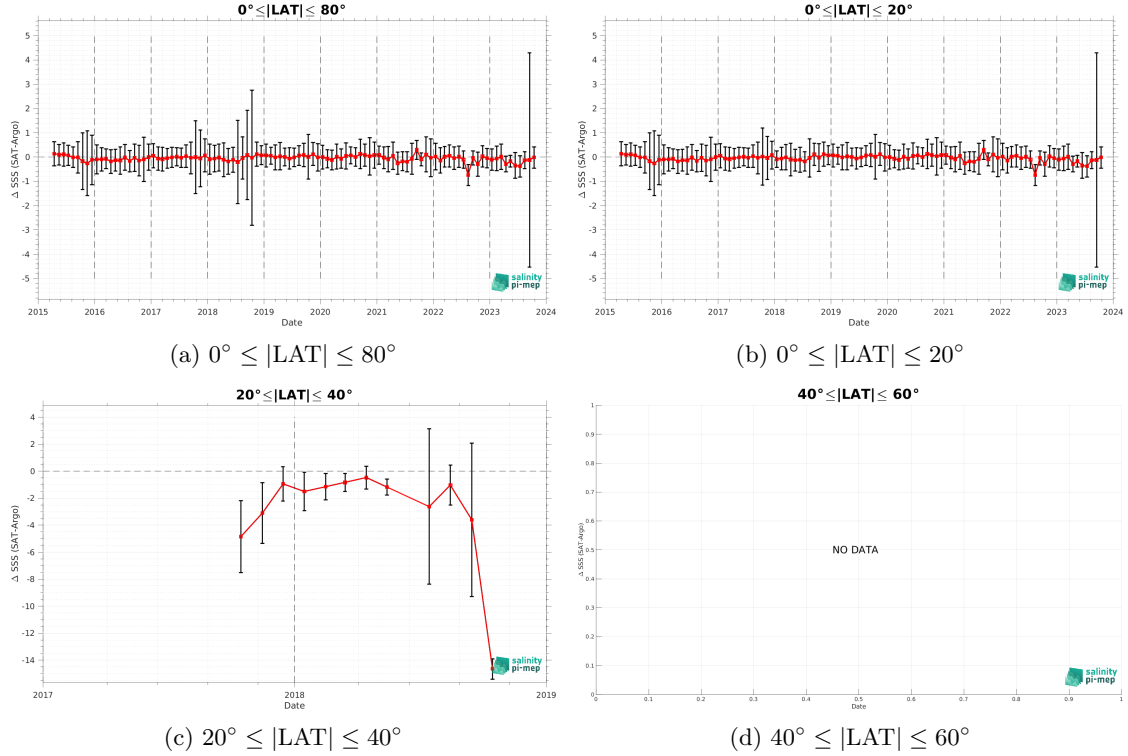 0°≤|LAT|≤ 80°
5
4
3
2
1
0
-1
-2
-3
-4
-5
Δ SSS (SAT-Argo)
salinity
pi-mep
2015 2016 2017 2018 2019 2020 2021 2022 2023 2024
Date
(a) 0° ≤ |LAT| ≤ 80°
0°≤|LAT|≤ 20°
5
4
3
2
1
0
-1
-2
-3
-4
-5
Δ SSS (SAT-Argo)
salinity
pi-mep
2015 2016 2017 2018 2019 2020 2021 2022 2023 2024
Date
(b) 0° ≤ |LAT| ≤ 20°
20°≤|LAT|≤ 40°
4
2
0
-2
-4
-6
-8
-10
-12
-14
Δ SSS (SAT-Argo)
salinity
pi-mep
2017 2018 2019
Date
(c) 20° ≤ |LAT| ≤ 40°
40°≤|LAT|≤ 60°
1
0.9
0.8
0.7
0.6
0.5
0.4
0.3
0.2
0.1
0
Δ SSS (SAT-Argo)
NO DATA
salinity
pi-mep
0 0.1 0.2 0.3 0.4 0.5 0.6 0.7 0.8 0.9 1
Date
(d) 40° ≤ |LAT| ≤ 60°